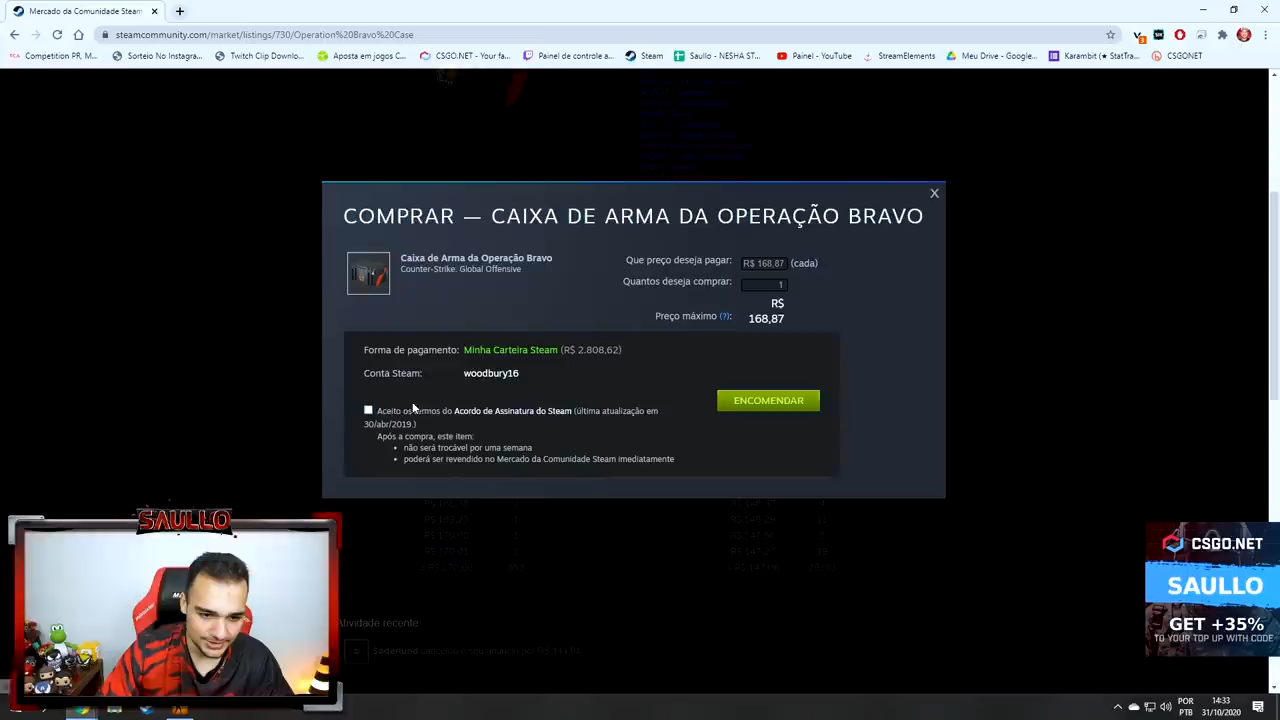 Mercado da Comunidade Steam
steamcommunity.com/market/listings/730/Operation%20Bravo%20Case
Competition PR, M...
Sorteio No Instagra...
Twitch Clip Downlo...
Aposta em jogos C...
CSGO.NET - Your fa...
Painel de controle a...
Steam
Saullo - NESHA ST...
Painel - YouTube
StreamElements
Meu Drive - Google...
Karambit (★ StatTra...
CSGONET
X
COMPRAR — CAIXA DE ARMA DA OPERAÇÃO BRAVO
Caixa de Arma da Operação Bravo
Counter-Strike: Global Offensive
Que preço deseja pagar: R$ 168,87 (cada)
Quantos deseja comprar: 1
R$
Preço máximo (?): 168,87
Forma de pagamento: Minha Carteira Steam (R$ 2.808,62)
Conta Steam: woodbury16
ENCOMENDAR
Aceito os termos do Acordo de Assinatura do Steam (última atualização em
30/abr/2019.)
Após a compra, este item:
• não será trocável por uma semana
• poderá ser revendido no Mercado da Comunidade Steam imediatamente
Atividade recente
Soderlund cancelou o seu anúncio por
SAULLO
CSGO.NET
SAULLO
GET +35%
TO YOUR TOP UP WITH CODE
POR
PTB
14:33
31/10/2020